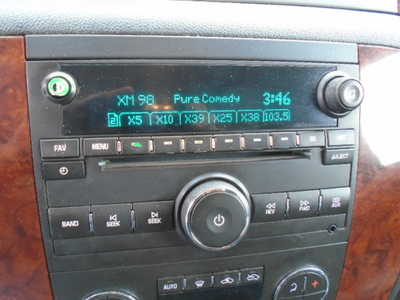 XM 98 Pure Comedy 3:46
2 X5 X10 X39 X25 X38 103.5
FAV MENU
EJECT
BAND SEEK SEEK REV FWD
AUTO